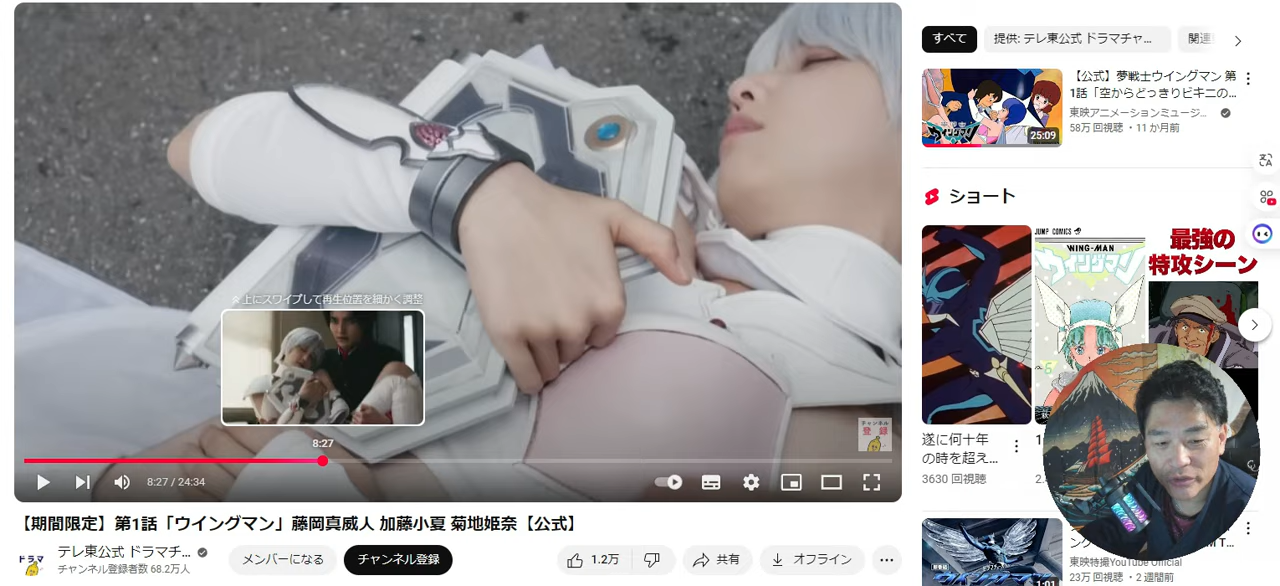 すべて
提供: テレ東公式 ドラマチャ...
【公式】夢戦士ウイングマン 第
1話「空からどっきりビキニの...
東映アニメーションミュージ...
58万 回視聴 ・11 か月前
25:09
ショート
JUMP COMICS
WING-MAN
ウイングマン
最強の
特攻シーン
遂に何十年
の時を超え...
3630 回視聴
上にスワイプして再生位置を細かく調整
8:27
チャンネル
登録
8:27 / 24:34
【期間限定】第1話「ウイングマン」藤岡真威人 加藤小夏 菊地姫奈【公式】
ドラマ
テレ東公式 ドラマチ...
チャンネル登録者数 68.2万人
メンバーになる
チャンネル登録
1.2万
共有
オフライン
東映特撮YouTube Official
23万 回視聴 ・2 週間前
1:01